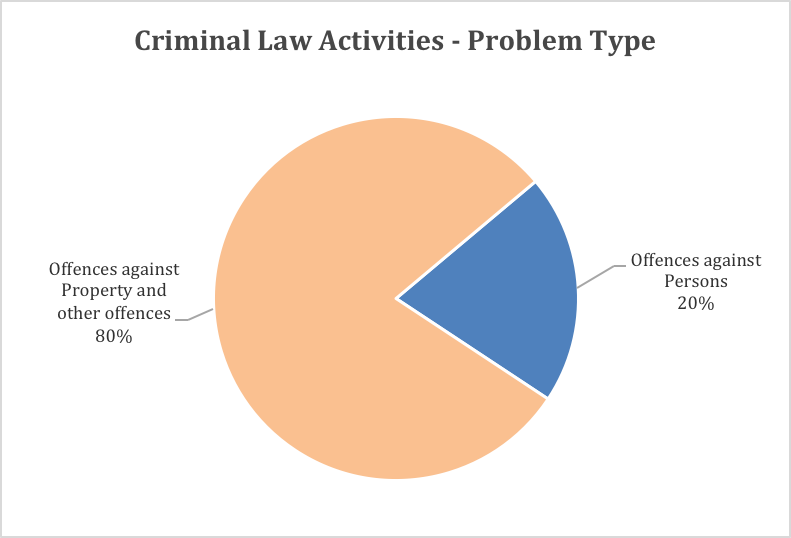 Criminal Law Activities - Problem Type
Offences against
Property and
other offences
80%
Offences against
Persons
20%